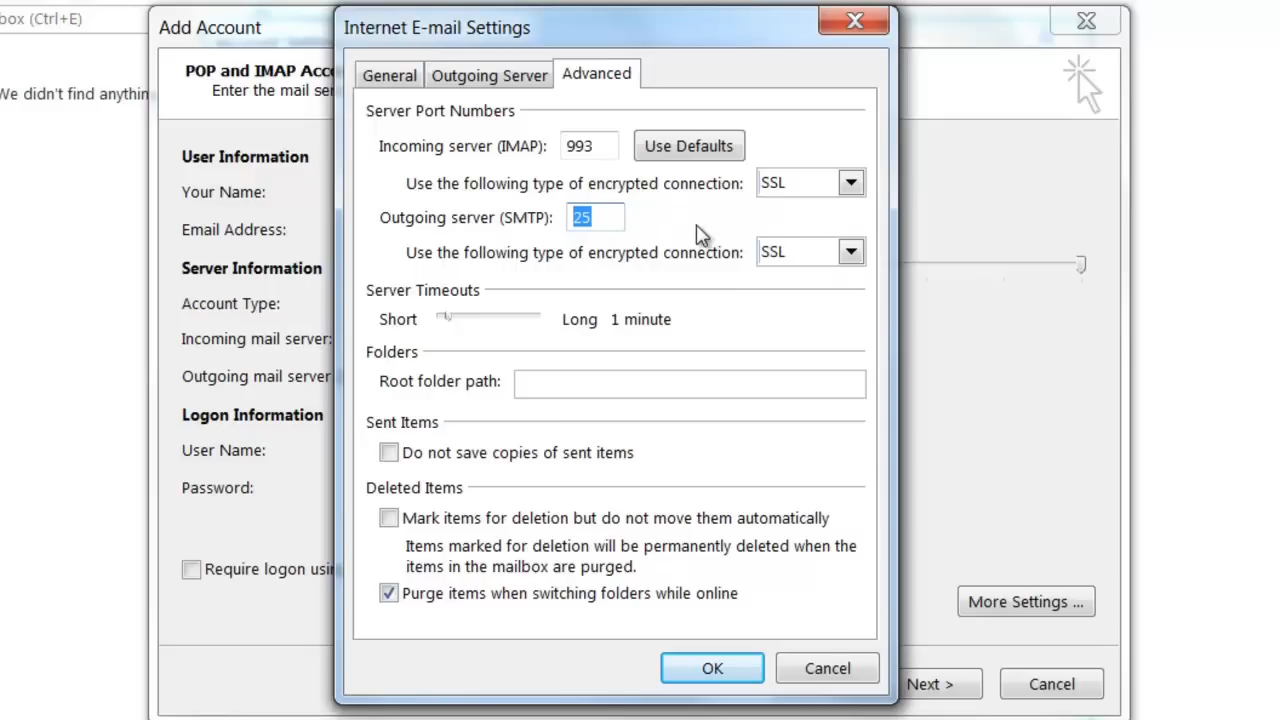 box (Ctrl+E)
We didn't find anythin
Add Account
POP and IMAP Acc
Enter the mail ser
User Information
Your Name:
Email Address:
Server Information
Account Type:
Incoming mail server:
Outgoing mail server
Logon Information
User Name:
Password:
Require logon usin
Internet E-mail Settings
General
Outgoing Server
Advanced
Server Port Numbers
Incoming server (IMAP): 993 Use Defaults
Use the following type of encrypted connection: SSL
Outgoing server (SMTP): 25
Use the following type of encrypted connection: SSL
Server Timeouts
Short Long 1 minute
Folders
Root folder path:
Sent Items
Do not save copies of sent items
Deleted Items
Mark items for deletion but do not move them automatically
Items marked for deletion will be permanently deleted when the
items in the mailbox are purged.
Purge items when switching folders while online
OK Cancel
More Settings ...
Next > Cancel